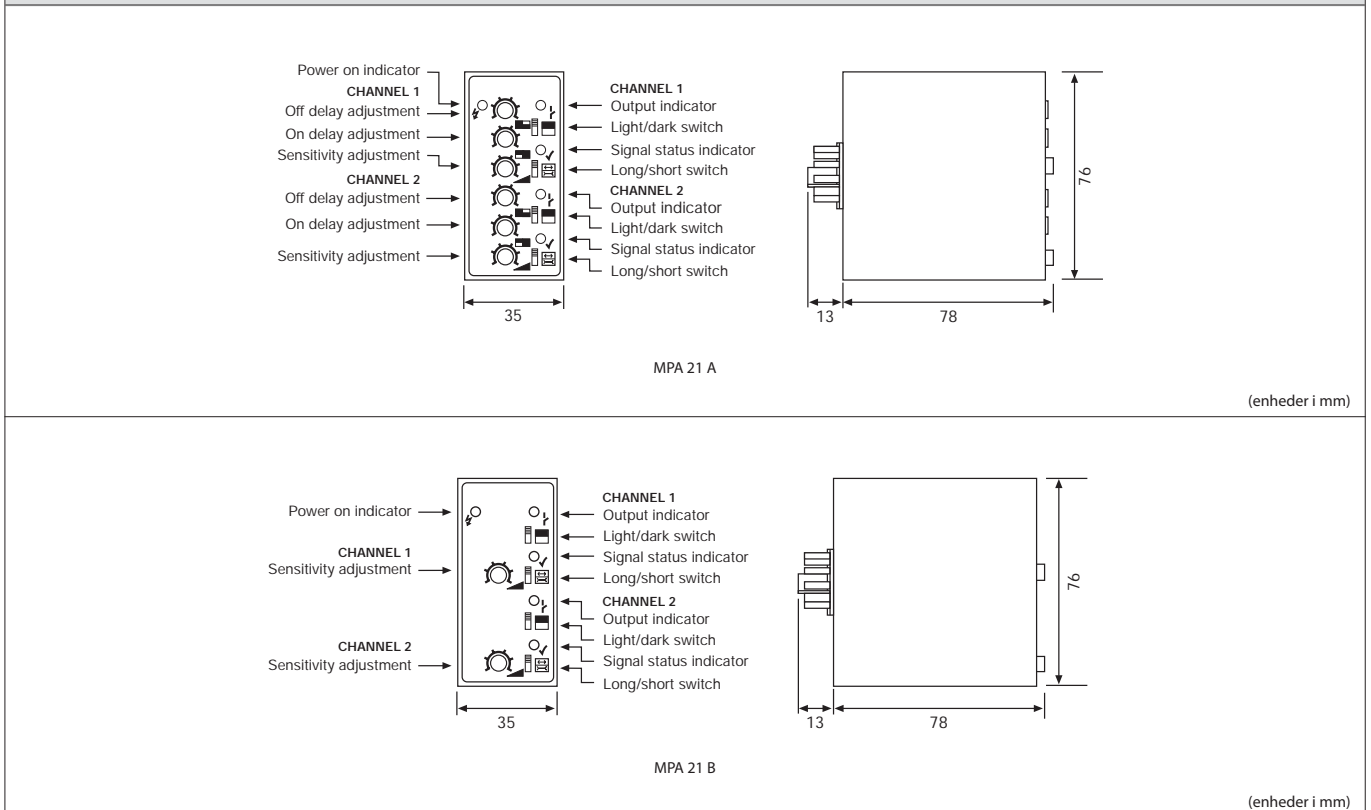 Power on indicator
CHANNEL 1
Off delay adjustment
On delay adjustment
Sensitivity adjustment
CHANNEL 2
Off delay adjustment
On delay adjustment
Sensitivity adjustment
CHANNEL 1
Output indicator
Light/dark switch
Signal status indicator
Long/short switch
CHANNEL 2
Output indicator
Light/dark switch
Signal status indicator
Long/short switch
35
13
78
76
MPA 21 A
(enheder i mm)
Power on indicator
CHANNEL 1
Sensitivity adjustment
CHANNEL 2
Sensitivity adjustment
CHANNEL 1
Output indicator
Light/dark switch
Signal status indicator
Long/short switch
CHANNEL 2
Output indicator
Light/dark switch
Signal status indicator
Long/short switch
35
13
78
76
MPA 21 B
(enheder i mm)